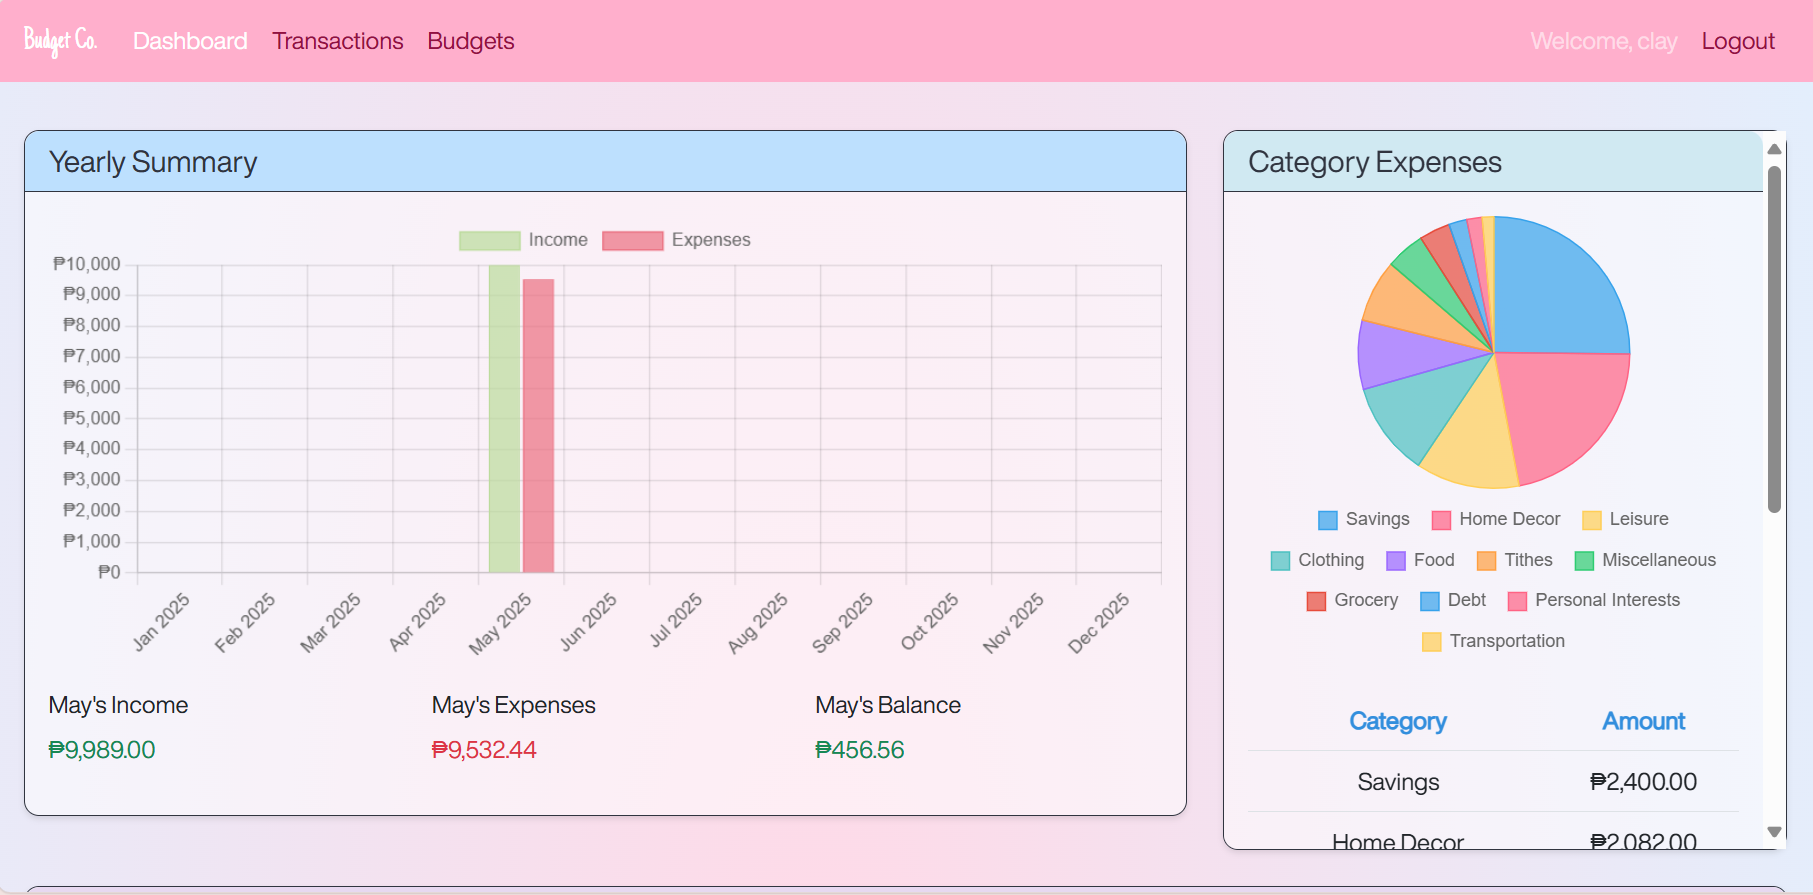 Budget Co. Dashboard Transactions Budgets Welcome, clay Logout
Yearly Summary
Income Expenses
₱10,000
₱9,000
₱8,000
₱7,000
₱6,000
₱5,000
₱4,000
₱3,000
₱2,000
₱1,000
₱0
Jan 2025 Feb 2025 Mar 2025 Apr 2025 May 2025 Jun 2025 Jul 2025 Aug 2025 Sep 2025 Oct 2025 Nov 2025 Dec 2025
May's Income May's Expenses May's Balance
₱9,989.00 ₱9,532.44 ₱456.56
Category Expenses
Savings Home Decor Leisure
Clothing Food Tithes Miscellaneous
Grocery Debt Personal Interests
Transportation
Category Amount
Savings ₱2,400.00
Home Decor ₱2,082.00